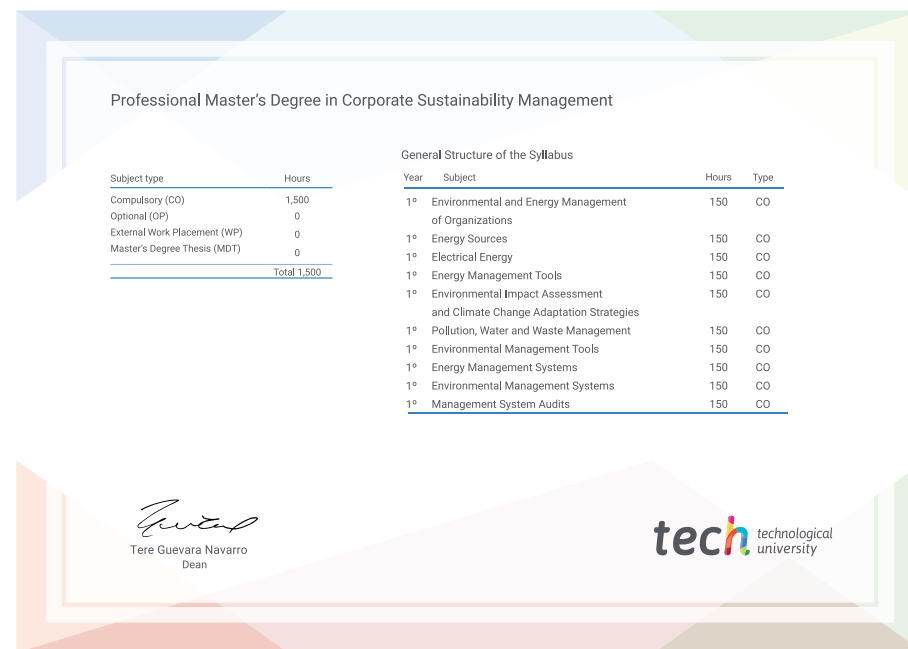 Professional Master's Degree in Corporate Sustainability Management
Subject type Hours
Compulsory (CO) 1,500
Optional (OP) 0
External Work Placement (WP) 0
Master's Degree Thesis (MDT) 0
Total 1,500
General Structure of the Syllabus
Year Subject Hours Type
1º Environmental and Energy Management 150 CO
of Organizations
1º Energy Sources 150 CO
1º Electrical Energy 150 CO
1º Energy Management Tools 150 CO
1º Environmental Impact Assessment 150 CO
and Climate Change Adaptation Strategies
1º Pollution, Water and Waste Management 150 CO
1º Environmental Management Tools 150 CO
1º Energy Management Systems 150 CO
1º Environmental Management Systems 150 CO
1º Management System Audits 150 CO
Tere Guevara Navarro
Dean
tech technological
university